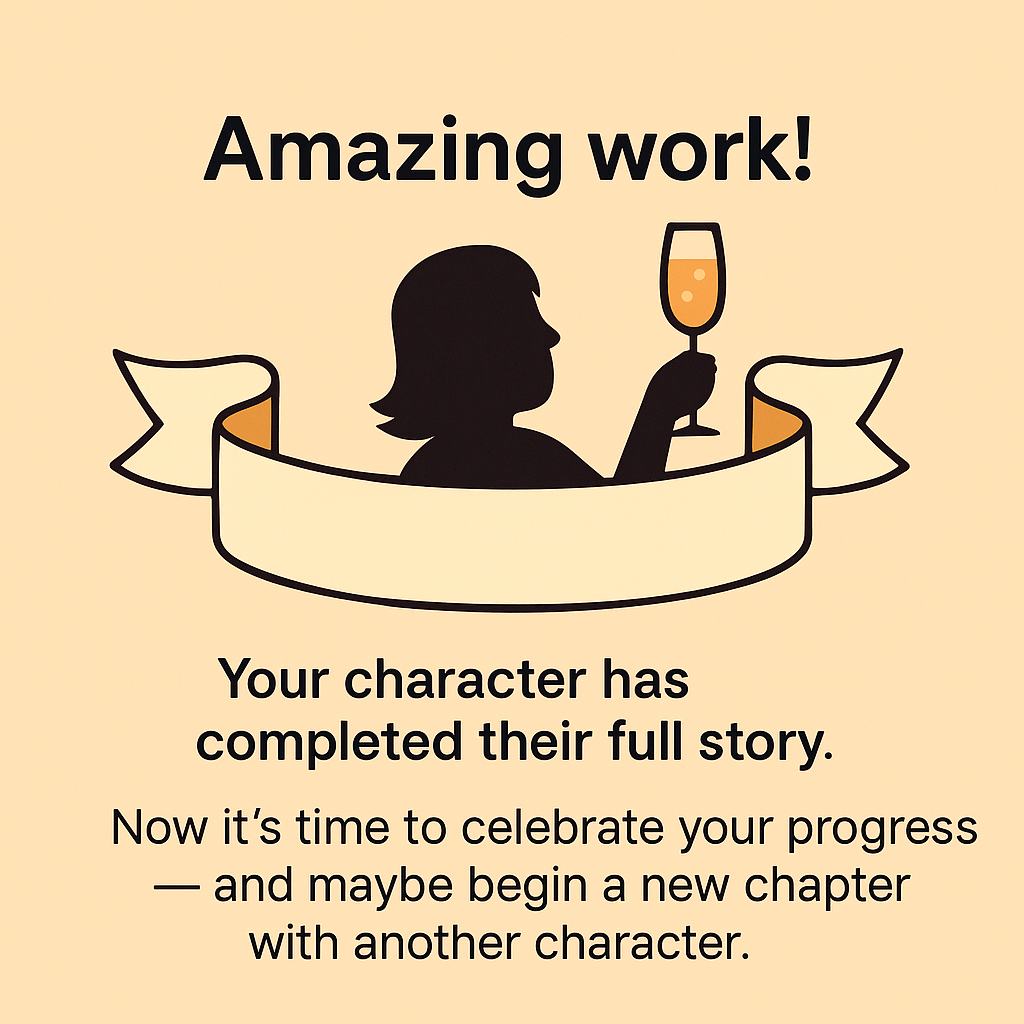 Amazing work!
Your character has
completed their full story.
Now it’s time to celebrate your progress
— and maybe begin a new chapter
with another character.